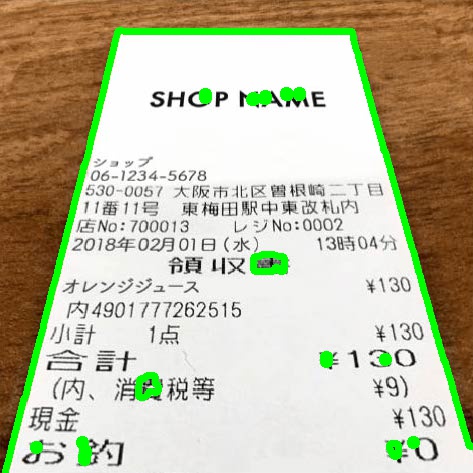 SHOP NAME
ショップ
06-1234-5678
530-0057 大阪市北区曽根崎二丁目
11番11号 東梅田駅中東改札内
店No:700013 レジNo:0002
2018年02月01日(水) 13時04分
領収書
オレンジジュース ¥130
内4901777262515
小計 1点 ¥130
合計 ¥130
(内、消費税等 ¥9)
現金 ¥130
お釣 ¥0